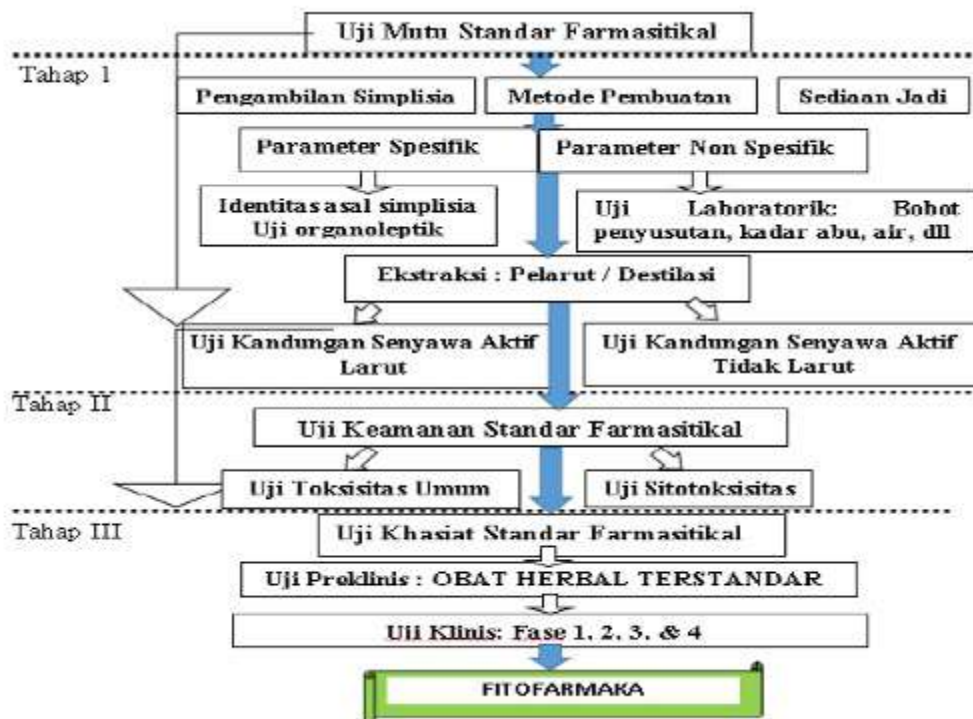 Uji Mutu Standar Farmasitikal
Tahap 1
Pengambilan Simplisia
Metode Pembuatan
Sediaan Jadi
Parameter Spesifik
Parameter Non Spesifik
Identitas asal simplisia
Uji organoleptik
Uji Laboratorik: Bobot
penyusutan, kadar abu, air, dll
Ekstraksi : Pelarut / Destilasi
Uji Kandungan Senyawa Aktif
Larut
Uji Kandungan Senyawa Aktif
Tidak Larut
Tahap II
Uji Keamanan Standar Farmasitikal
Uji Toksisitas Umum
Uji Sitotoksisitas
Tahap III
Uji Khasiat Standar Farmasitikal
Uji Preklinis : OBAT HERBAL TERSTANDAR
Uji Klinis: Fase 1, 2, 3, & 4
FITOFARMAKA